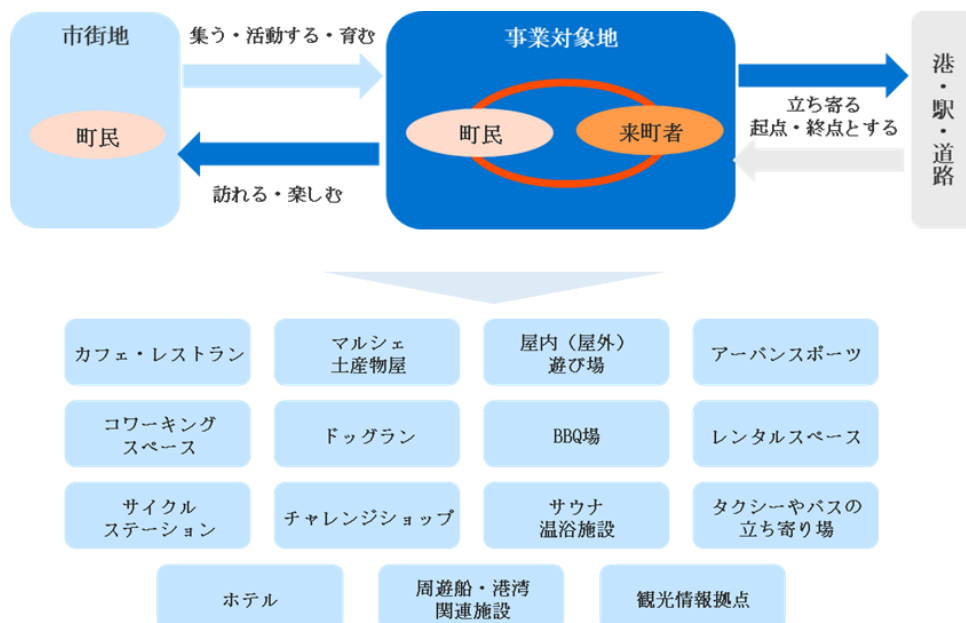 市街地
町民
集う・活動する・育む
訪れる・楽しむ
事業対象地
町民
来町者
立ち寄る
起点・終点とする
港・駅・道路
カフェ・レストラン
マルシェ
土産物屋
屋内（屋外）
遊び場
アーバンスポーツ
コワーキング
スペース
ドッグラン
BBQ場
レンタルスペース
サイクル
ステーション
チャレンジショップ
サウナ
温浴施設
タクシーやバスの
立ち寄り場
ホテル
周遊船・港湾
関連施設
観光情報拠点